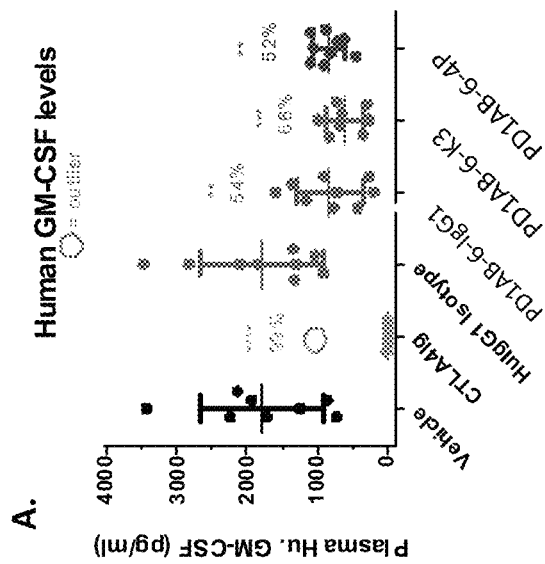 A.
Human GM-CSF levels
= outlier
Plasma Hu. GM-CSF (pg/ml)
4000
3000
2000
1000
0
99%
54%
66%
52%
**
**
Vehicle
CTLA4Ig
HuIgG1 Isotype
PD1AB-6-IgG1
PD1AB-6-K3
PD1AB-6-4P